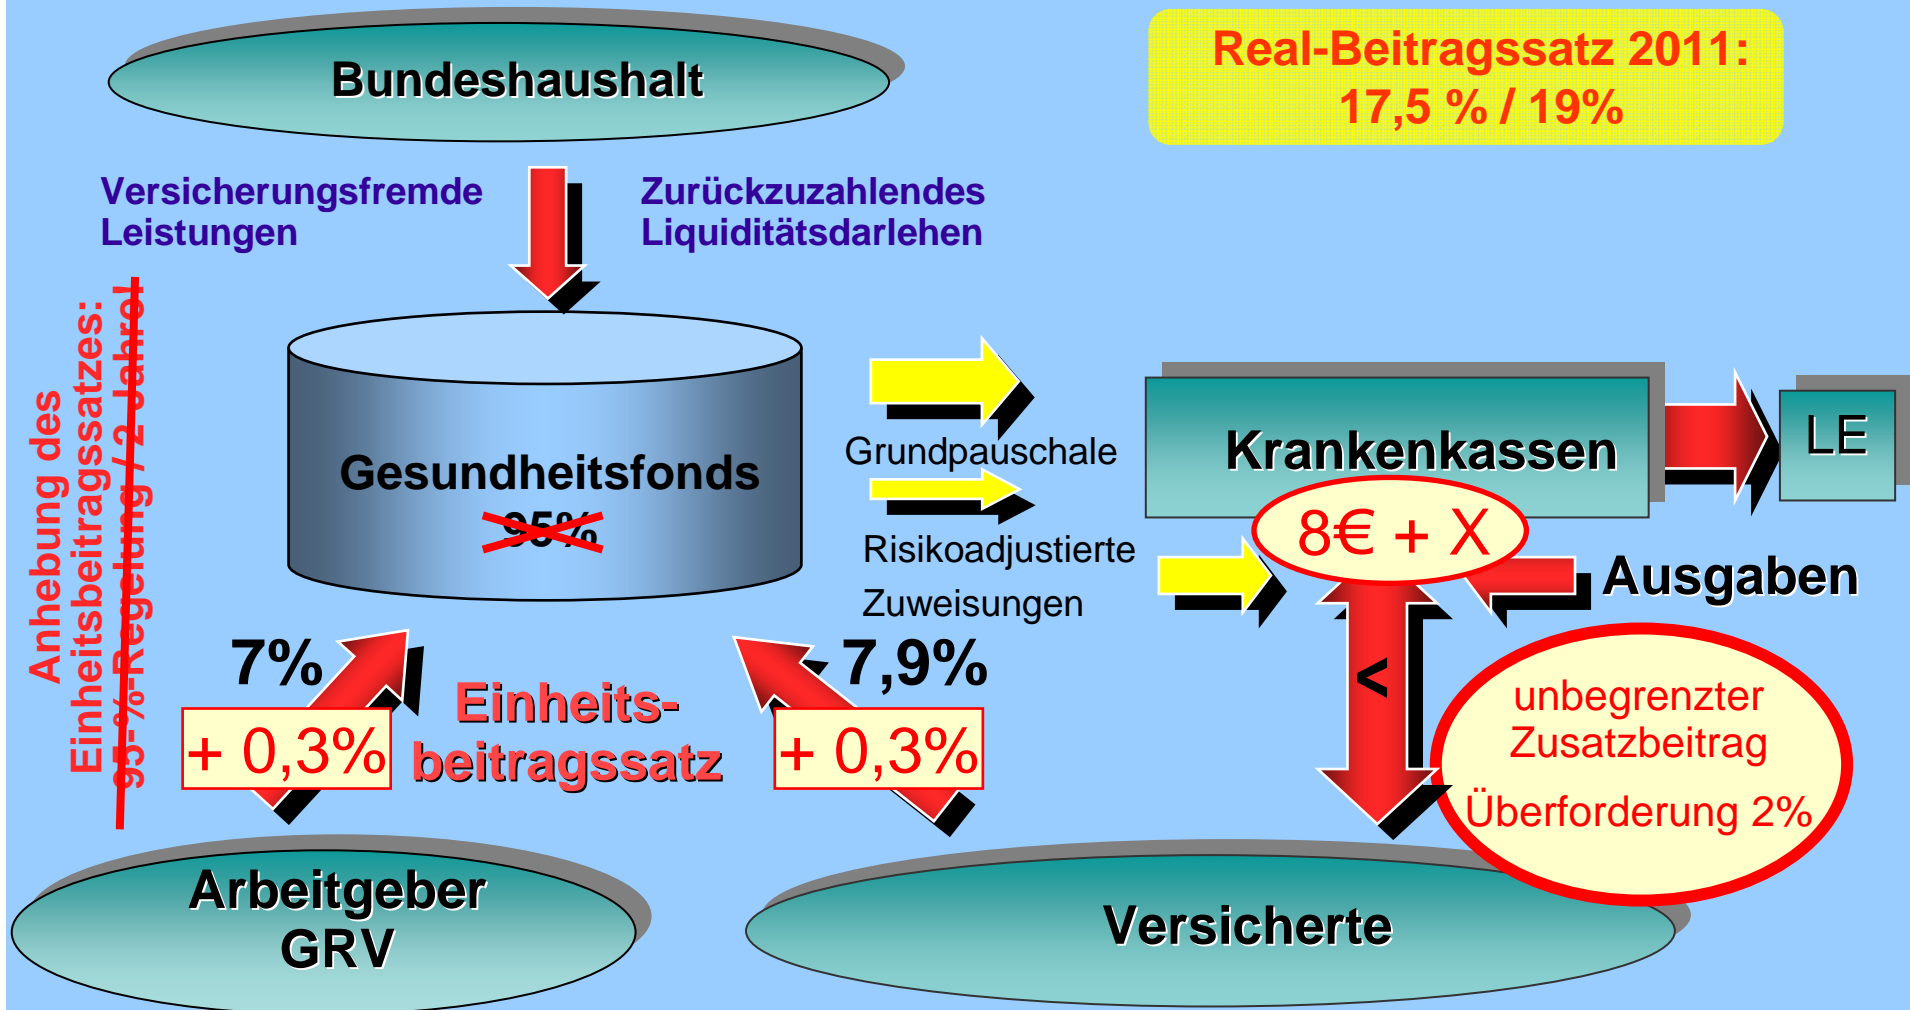 Bundeshaushalt
Real-Beitragssatz 2011:
17,5 % / 19%
Versicherungsfremde
Leistungen
Zurückzuzahlendes
Liquiditätsdarlehen
Anhebung des
Einheitsbeitragssatzes:
95-%-Regelung / 2 Jahre!
Gesundheitsfonds
95%
Grundpauschale
Risikoadjustierte
Zuweisungen
Krankenkassen
LE
8€ + X
Ausgaben
<
7%
+ 0,3%
Einheits-
beitragssatz
7,9%
+ 0,3%
unbegrenzter
Zusatzbeitrag
Überforderung 2%
Arbeitgeber
GRV
Versicherte